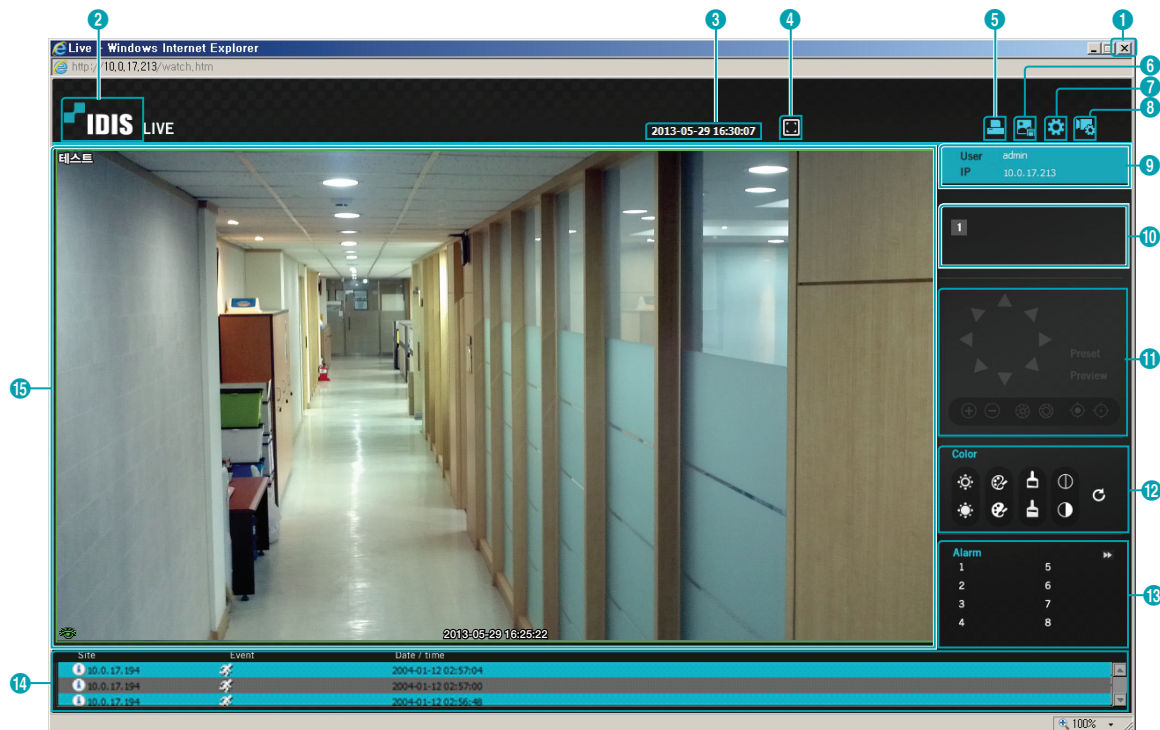 2
3
4
5
1
Live - Windows Internet Explorer
http://10.0.17.213/watch.htm
6
7
8
IDIS LIVE
2013-05-29 16:30:07
테스트
User admin
IP 10.0.17.213
9
1
10
Preset
Preview
11
15
Color
12
Alarm
1 5
2 6
3 7
4 8
13
2013-05-29 16:25:22
Site Event Date / time
10.0.17.194 2004-01-12 02:57:04
10.0.17.194 2004-01-12 02:57:00
10.0.17.194 2004-01-12 02:56:48
14
100%